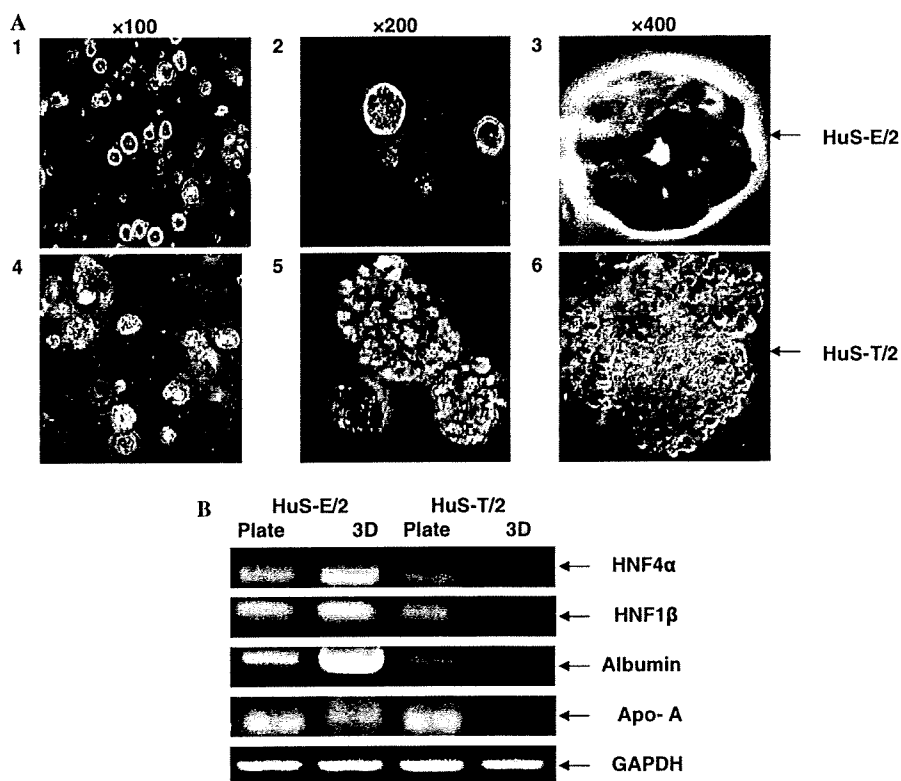 A
×100 ×200 ×400
1 2 3
HuS-E/2
4 5 6
HuS-T/2
B
HuS-E/2 HuS-T/2
Plate 3D Plate 3D
HNF4α
HNF1β
Albumin
Apo- A
GAPDH